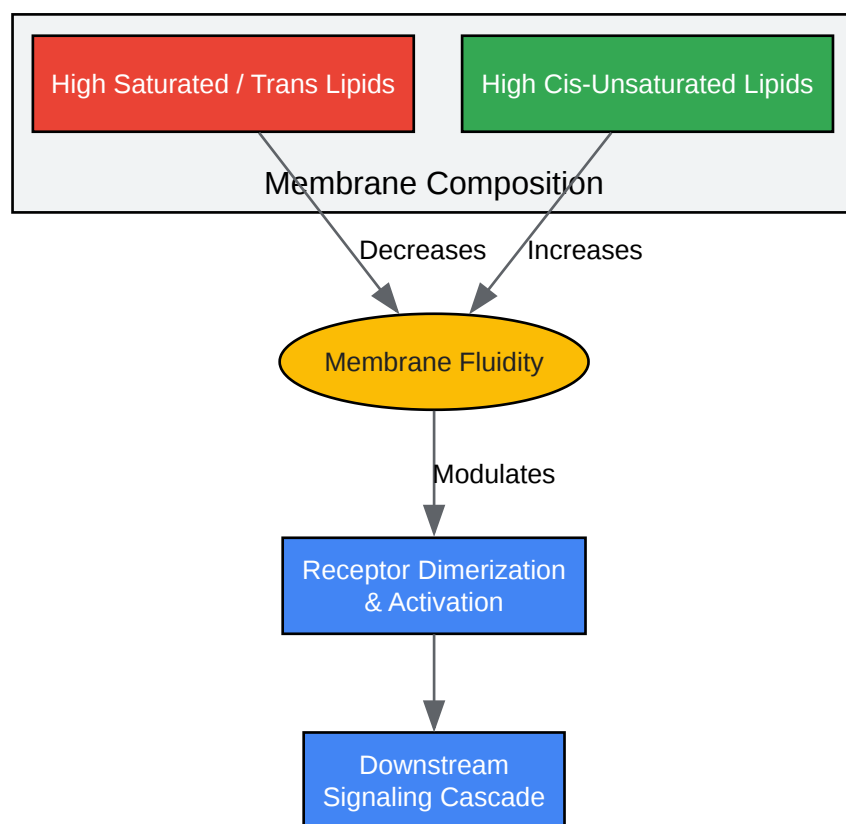 High Saturated / Trans Lipids
High Cis-Unsaturated Lipids
Membrane Composition
Decreases
Increases
Membrane Fluidity
Modulates
Receptor Dimerization
& Activation
Downstream
Signaling Cascade